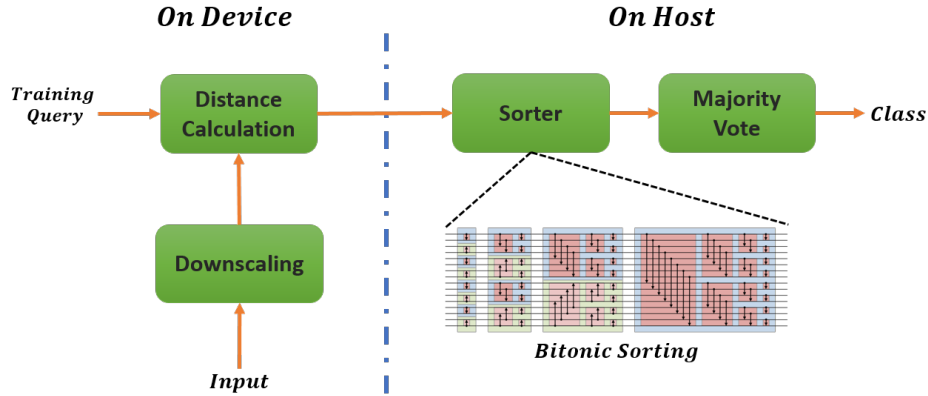 On Device
On Host
Training
Query
Distance
Calculation
Sorter
Majority
Vote
Class
Downscaling
Input
Bitonic Sorting